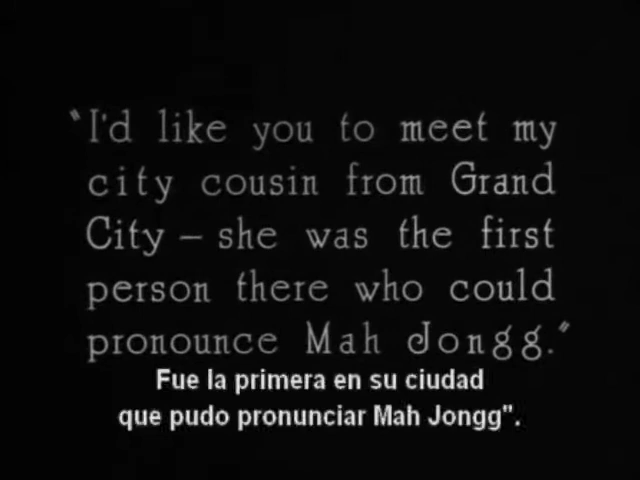 "I'd like you to meet my
city cousin from Grand
City – she was the first
person there who could
pronounce Mah Jongg."
Fue la primera en su ciudad
que pudo pronunciar Mah Jongg".